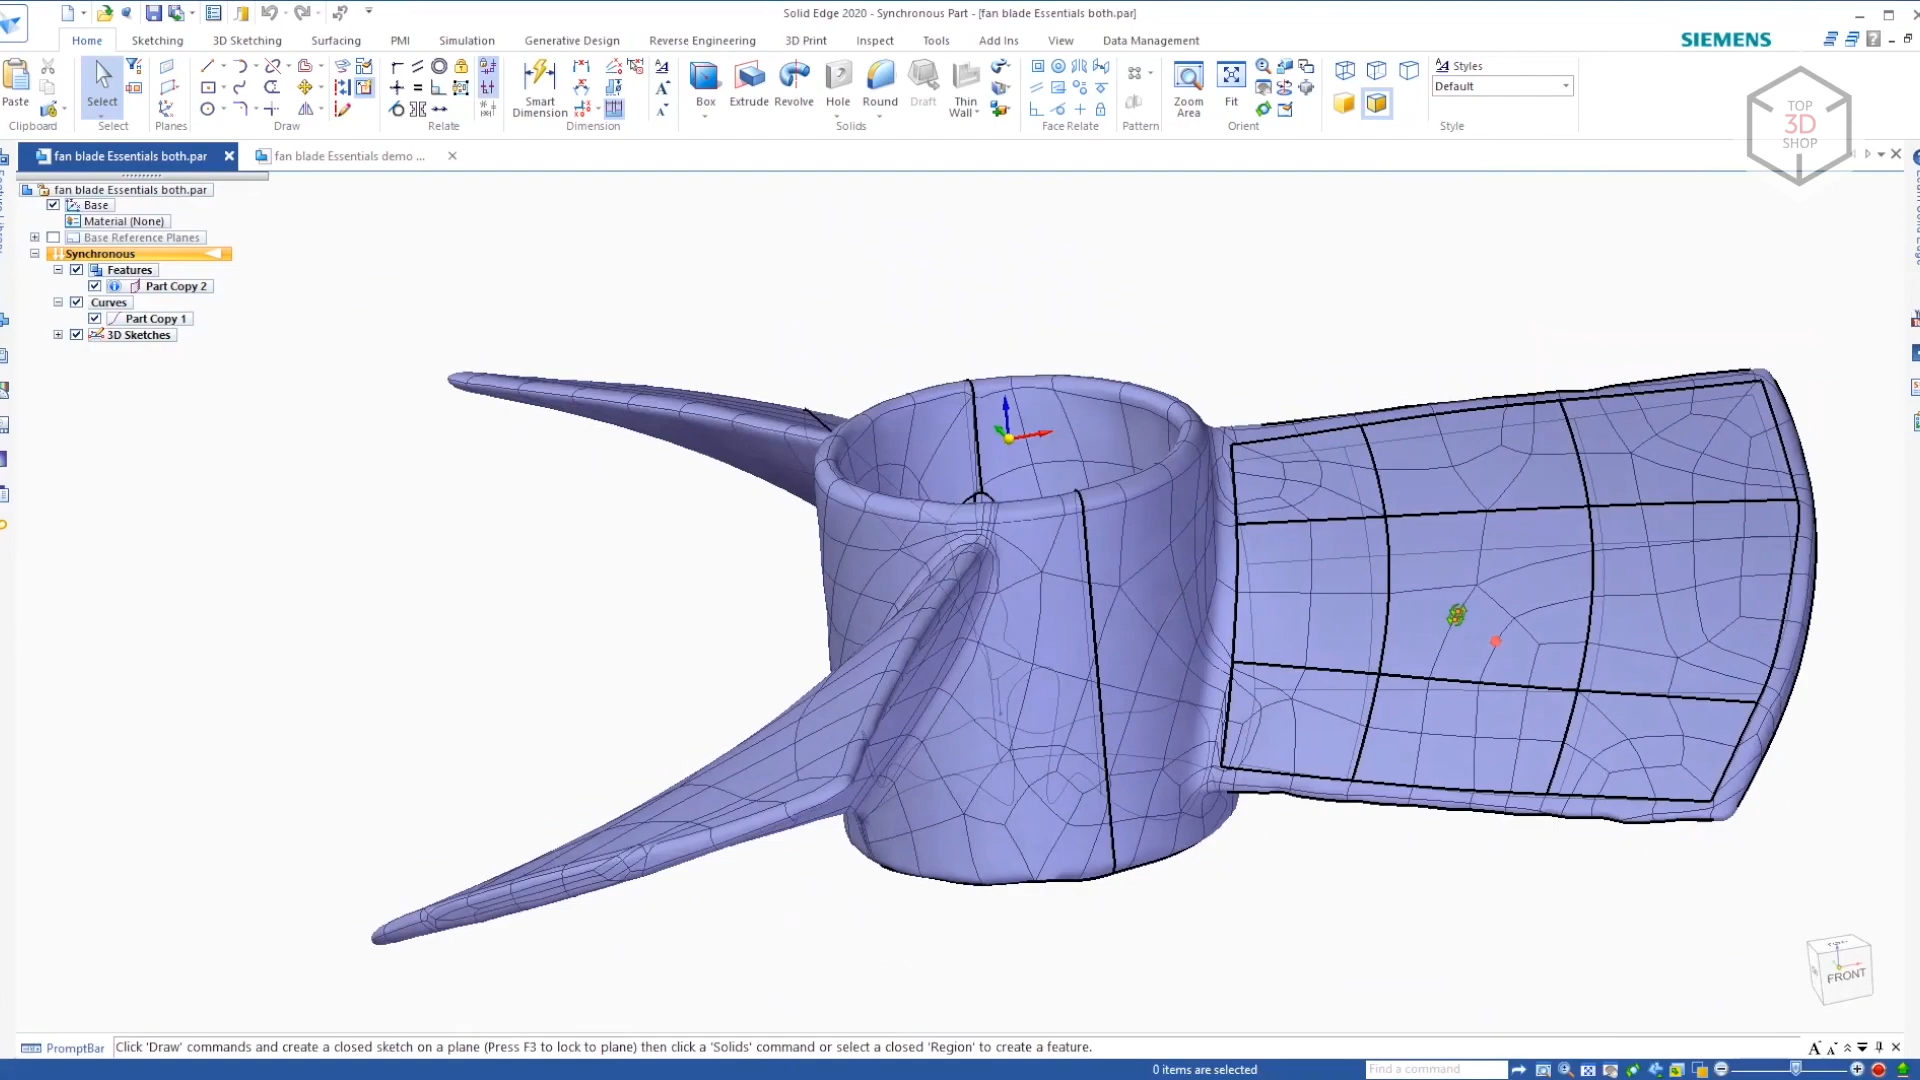 Solid Edge 2020 - Synchronous Part - [fan blade Essentials both.par]
Home Sketching 3D Sketching Surfacing PMI Simulation Generative Design Reverse Engineering 3D Print Inspect Tools Add Ins View Data Management
SIEMENS
Paste
Select
Smart Dimension
Box Extrude Revolve Hole Round Draft Thin Wall
Zoom Area
Fit
Styles
Default
Clipboard Select Planes Draw Relate Dimension Solids Face Relate Pattern Orient Style
TOP
3D
SHOP
fan blade Essentials both.par
fan blade Essentials demo ...
fan blade Essentials both.par
Base
Material (None)
Base Reference Planes
Synchronous
Features
Part Copy 2
Curves
Part Copy 1
3D Sketches
FRONT
PromptBar
Click 'Draw' commands and create a closed sketch on a plane (Press F3 to lock to plane) then click a 'Solids' command or select a closed 'Region' to create a feature.
0 items are selected
Find a command